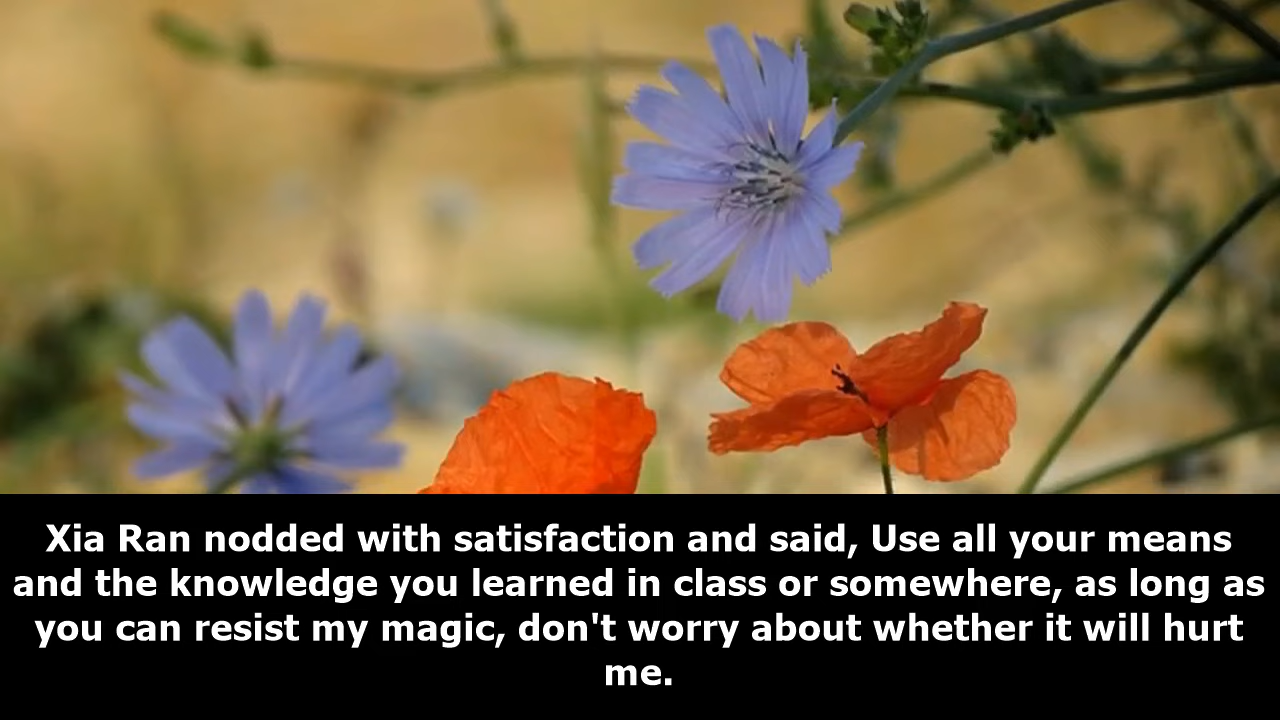 Xia Ran nodded with satisfaction and said, Use all your means
and the knowledge you learned in class or somewhere, as long as
you can resist my magic, don't worry about whether it will hurt
me.